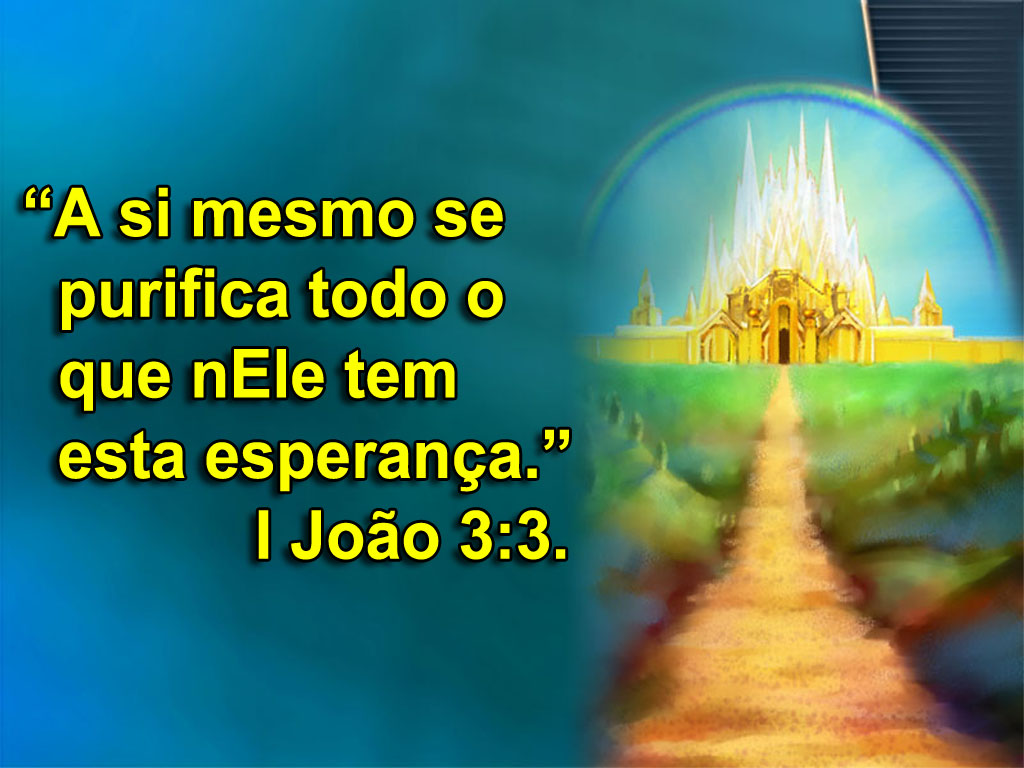 “A si mesmo se
purifica todo o
que nEle tem
esta esperança.”
I João 3:3.